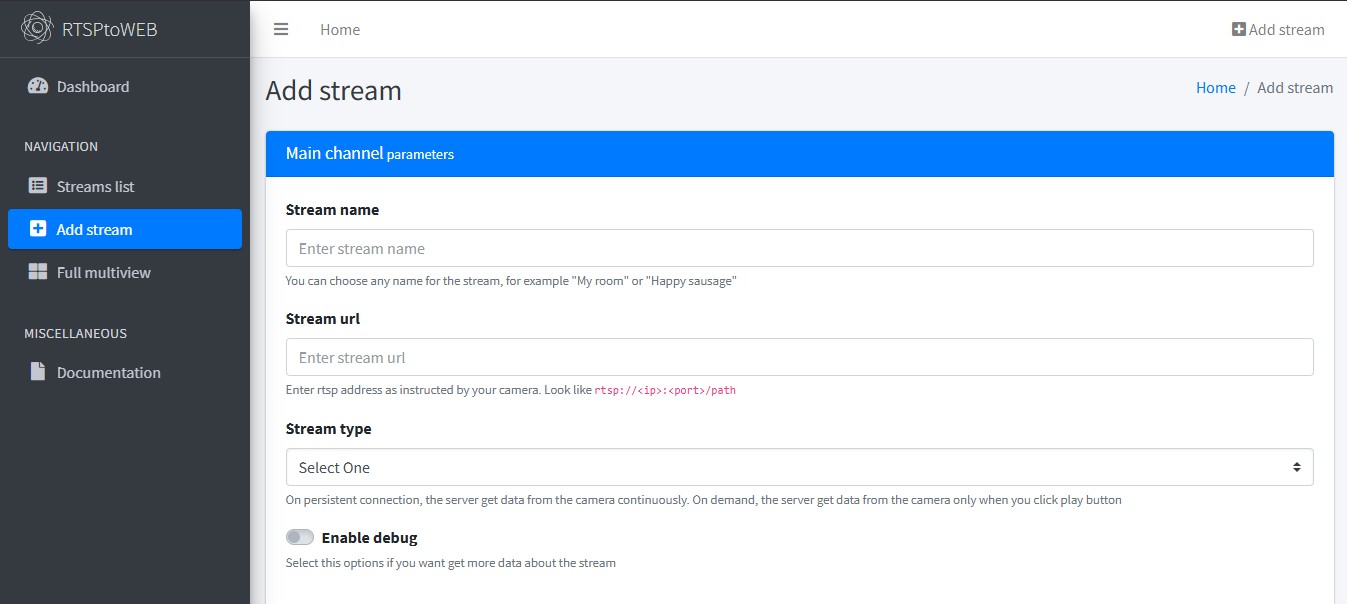 RTSPtoWEB
Home
Add stream
Dashboard
NAVIGATION
Streams list
Add stream
Full multiview
MISCELLANEOUS
Documentation
Add stream
Home / Add stream
Main channel parameters
Stream name
Enter stream name
You can choose any name for the stream, for example "My room" or "Happy sausage"
Stream url
Enter stream url
Enter rtsp address as instructed by your camera. Look like rtsp://<ip>:<port>/path
Stream type
Select One
On persistent connection, the server get data from the camera continuously. On demand, the server get data from the camera only when you click play button
Enable debug
Select this options if you want get more data about the stream